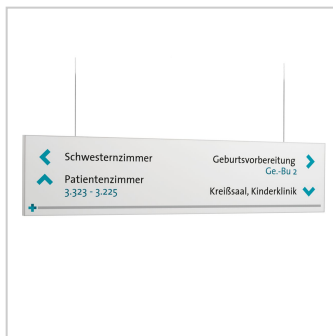 Schwesternzimmer
Patientenzimmer
3.323 - 3.225
Geburtsvorbereitung
Ge.-Bu 2
Kreißsaal, Kinderklinik